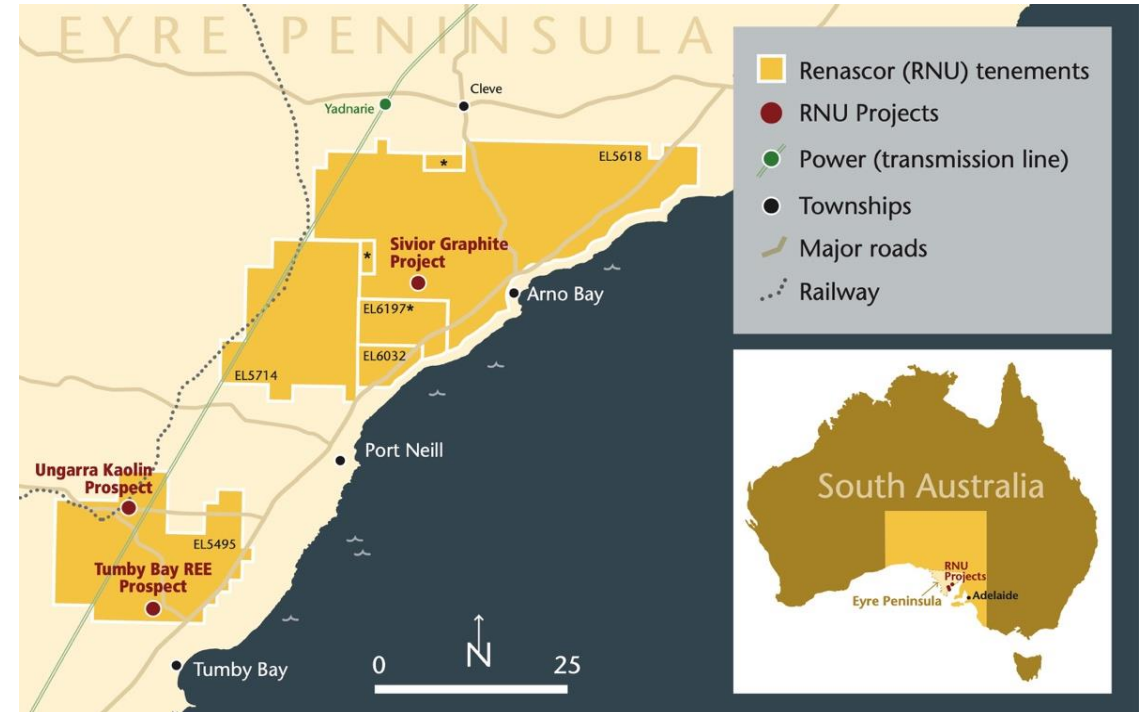 EYRE PENINSULA
Cleve
Yadnarie
EL5618
*
Sivior Graphite
Project
*
Arno Bay
EL6197*
EL6032
EL5714
Port Neill
Ungarra Kaolin
Prospect
EL5495
Tumby Bay REE
Prospect
Tumby Bay
0 N 25
Renascor (RNU) tenements
RNU Projects
Power (transmission line)
Townships
Major roads
Railway
South Australia
RNU
Projects
Eyre Peninsula
Adelaide